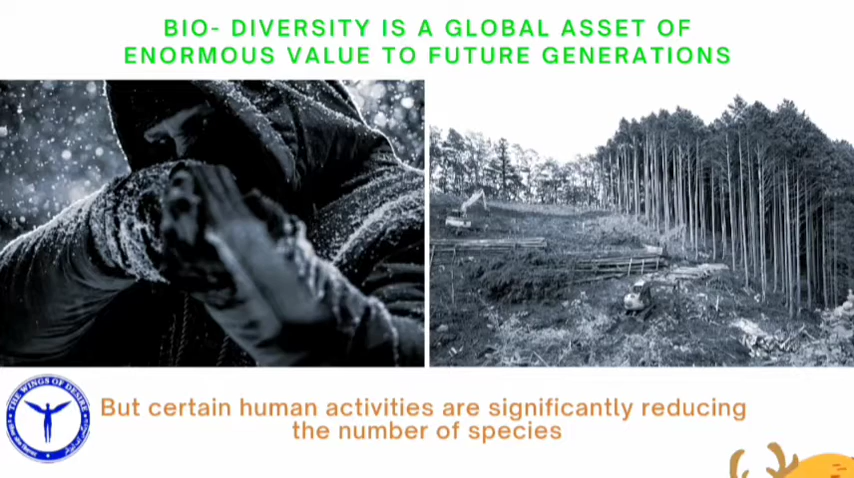 BIO- DIVERSITY IS A GLOBAL ASSET OF
ENORMOUS VALUE TO FUTURE GENERATIONS
THE WINGS OF DESIRE
But certain human activities are significantly reducing
the number of species